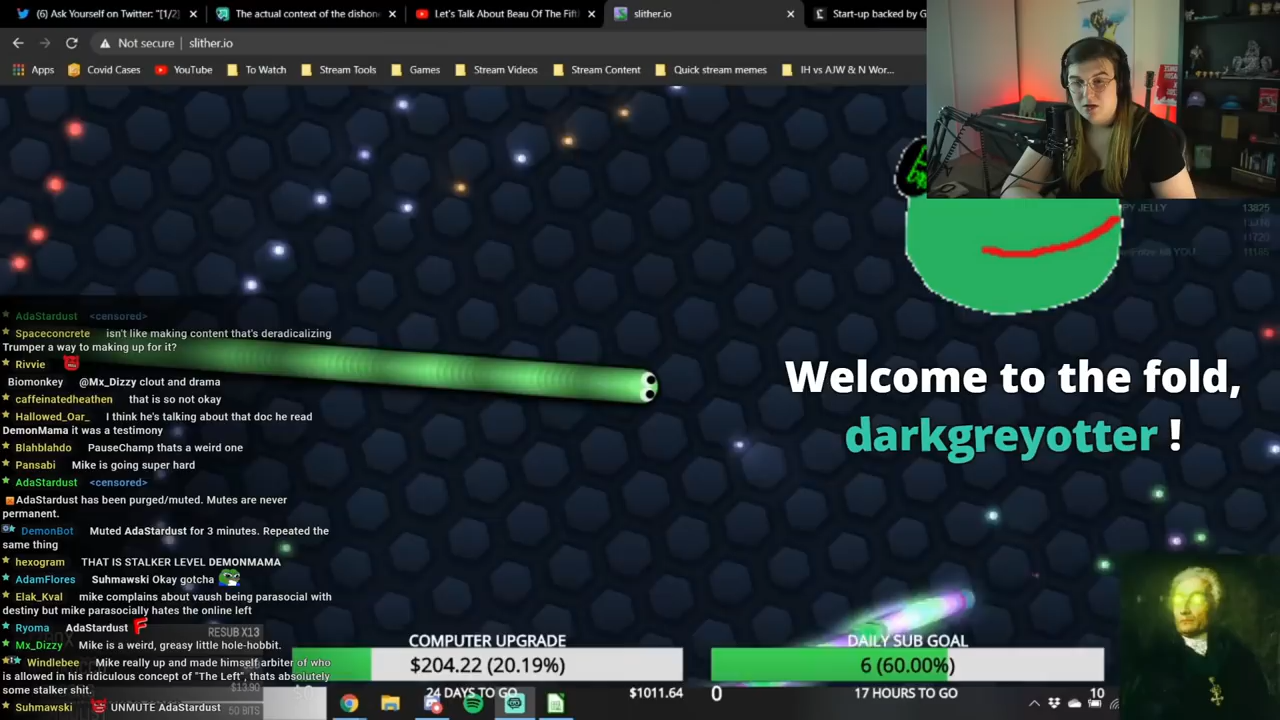 (6) Ask Yourself on Twitter: "[1/2]
The actual context of the dishone
Let's Talk About Beau Of The Fift
slither.io
Start-up backed by G
Not secure | slither.io
Apps
Covid Cases
YouTube
To Watch
Stream Tools
Games
Stream Videos
Stream Content
Quick stream memes
IH vs AJW & N Wor...
PY JELLY 13825
AdaStardust <censored>
Spaceconcrete isn't like making content that's deradicalizing
Trumper a way to making up for it?
Rivvie
Biomonkey @Mx_Dizzy clout and drama
caffeinatedheathen that is so not okay
Hallowed_Oar_ I think he's talking about that doc he read
DemonMama it was a testimony
Blahblahdo PauseChamp thats a weird one
Pansabi Mike is going super hard
AdaStardust <censored>
AdaStardust has been purged/muted. Mutes are never
permanent.
DemonBot Muted AdaStardust for 3 minutes. Repeated the
same thing
hexogram THAT IS STALKER LEVEL DEMONMAMA
AdamFlores Suhmawski Okay gotcha
Elak_Kval mike complains about vaush being parasocial with
destiny but mike parasocially hates the online left
Ryoma AdaStardust F
Mx_Dizzy Mike is a weird, greasy little hole-hobbit.
Windlebee Mike really up and made himself arbiter of who
is allowed in his ridiculous concept of "The Left", thats absolutely
some stalker shit.
Suhmawski UNMUTE AdaStardust
RESUB X13
$13.90
50 BITS
Welcome to the fold,
darkgreyotter !
COMPUTER UPGRADE
$204.22 (20.19%)
24 DAYS TO GO
$1011.64
DAILY SUB GOAL
6 (60.00%)
0
17 HOURS TO GO
10